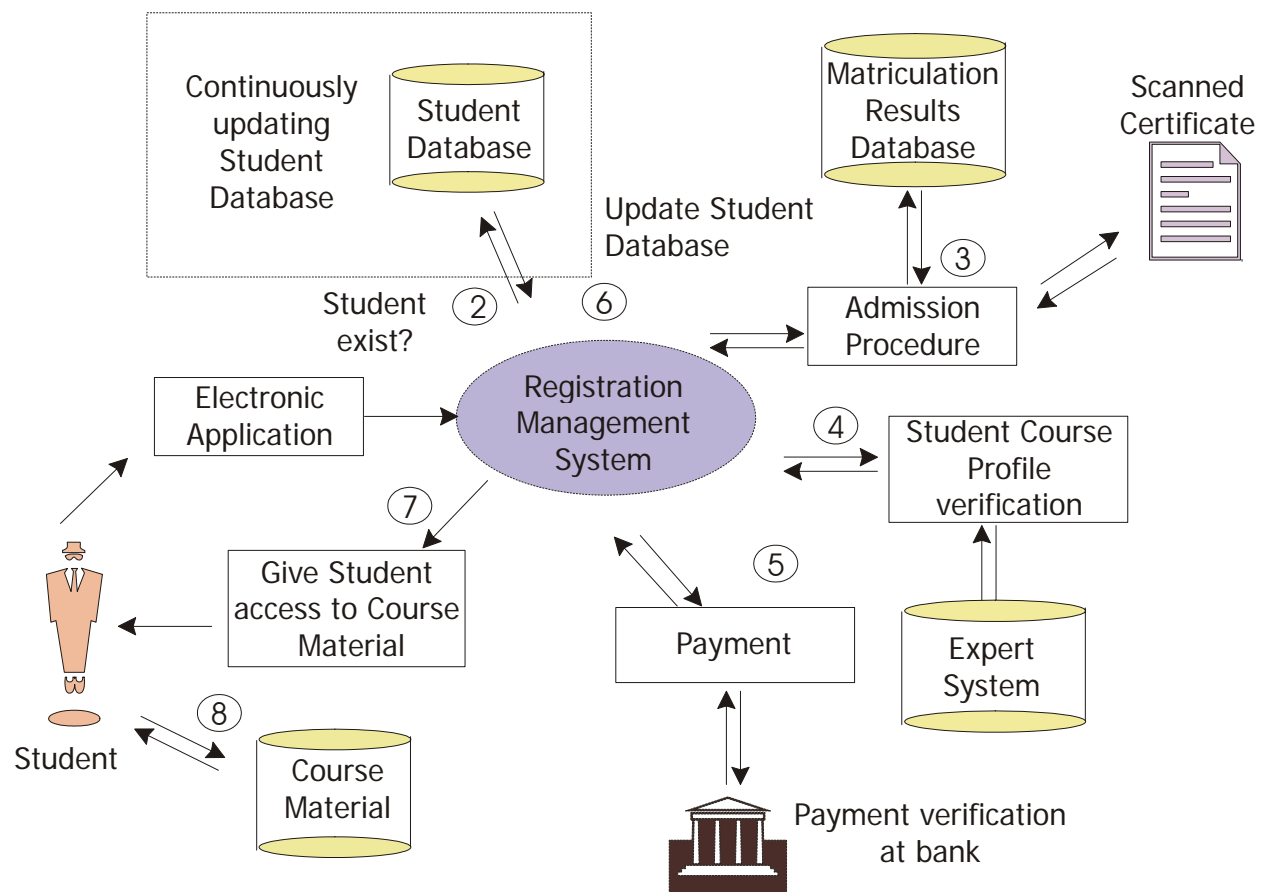 Continuously
updating
Student
Database
Student
Database
Matriculation
Results
Database
Scanned
Certificate
Update Student
Database
3
Student
exist?
2
6
Admission
Procedure
Electronic
Application
Registration
Management
System
4
Student Course
Profile
verification
7
5
Give Student
access to Course
Material
Payment
Expert
System
8
Student
Course
Material
Payment verification
at bank